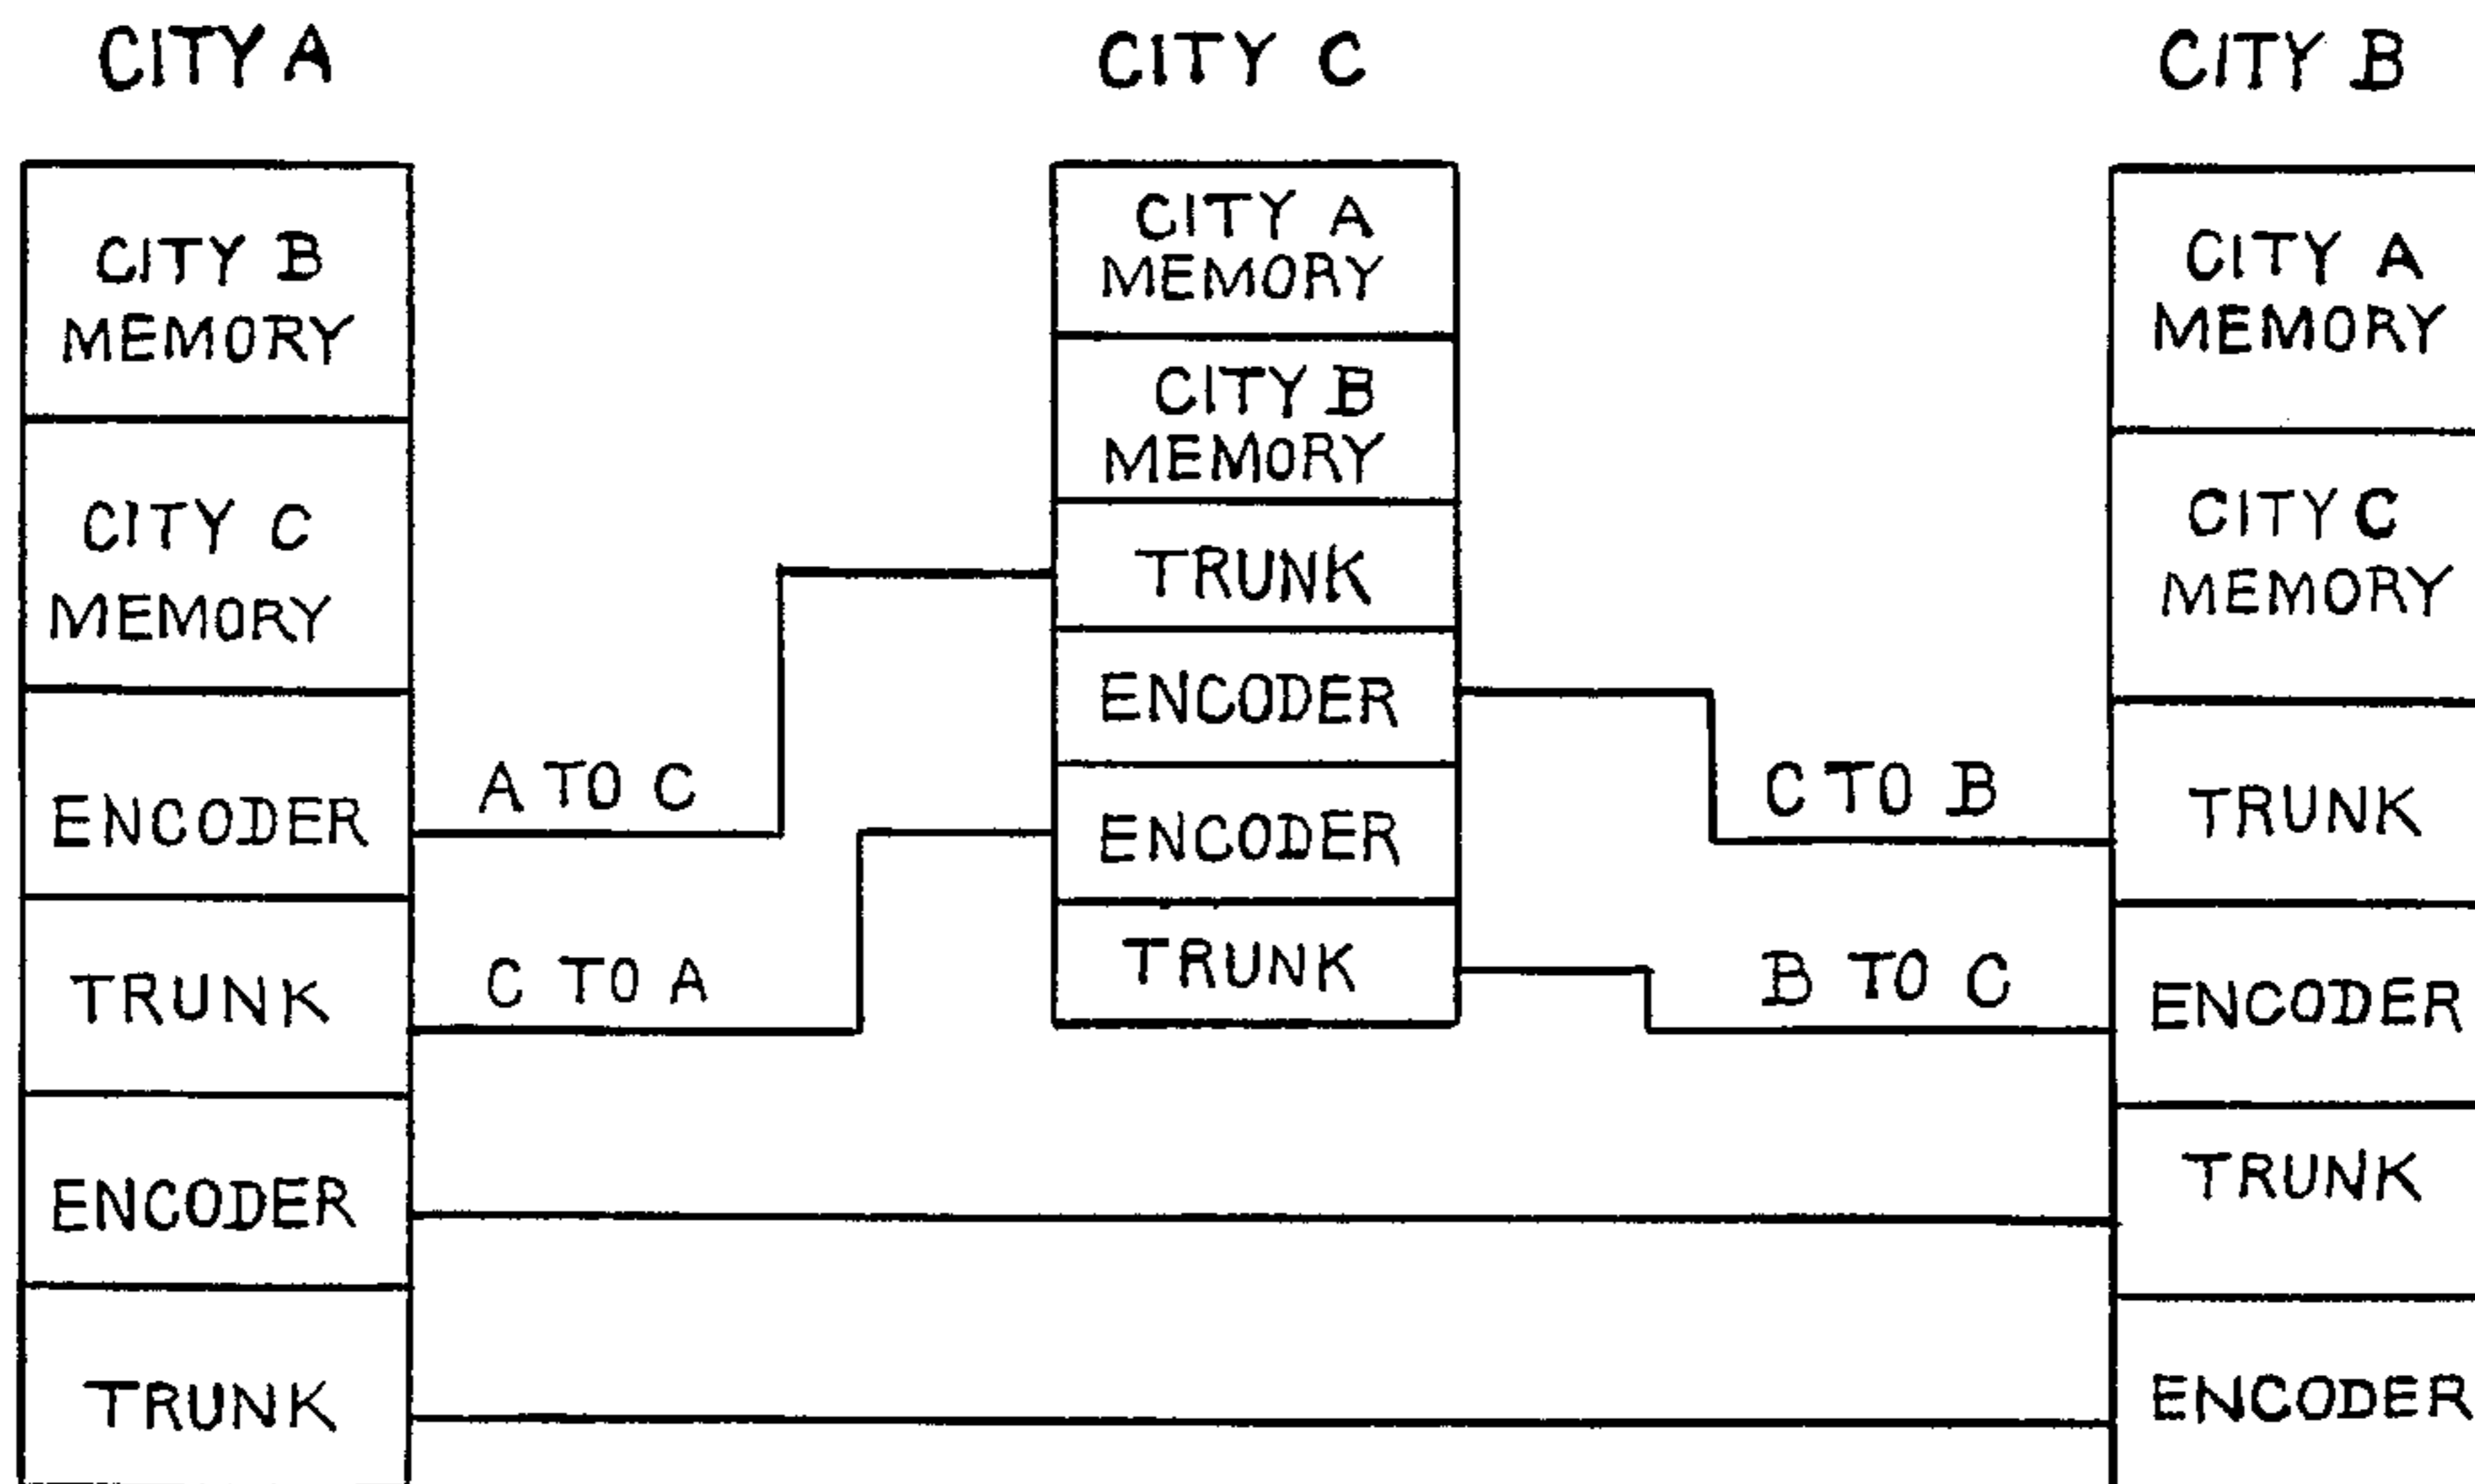 CITY A
CITY B
MEMORY
CITY C
MEMORY
ENCODER
TRUNK
ENCODER
TRUNK
A TO C
C TO A
CITY C
CITY A
MEMORY
CITY B
MEMORY
TRUNK
ENCODER
ENCODER
TRUNK
C TO B
B TO C
CITY B
CITY A
MEMORY
CITY C
MEMORY
TRUNK
ENCODER
TRUNK
ENCODER